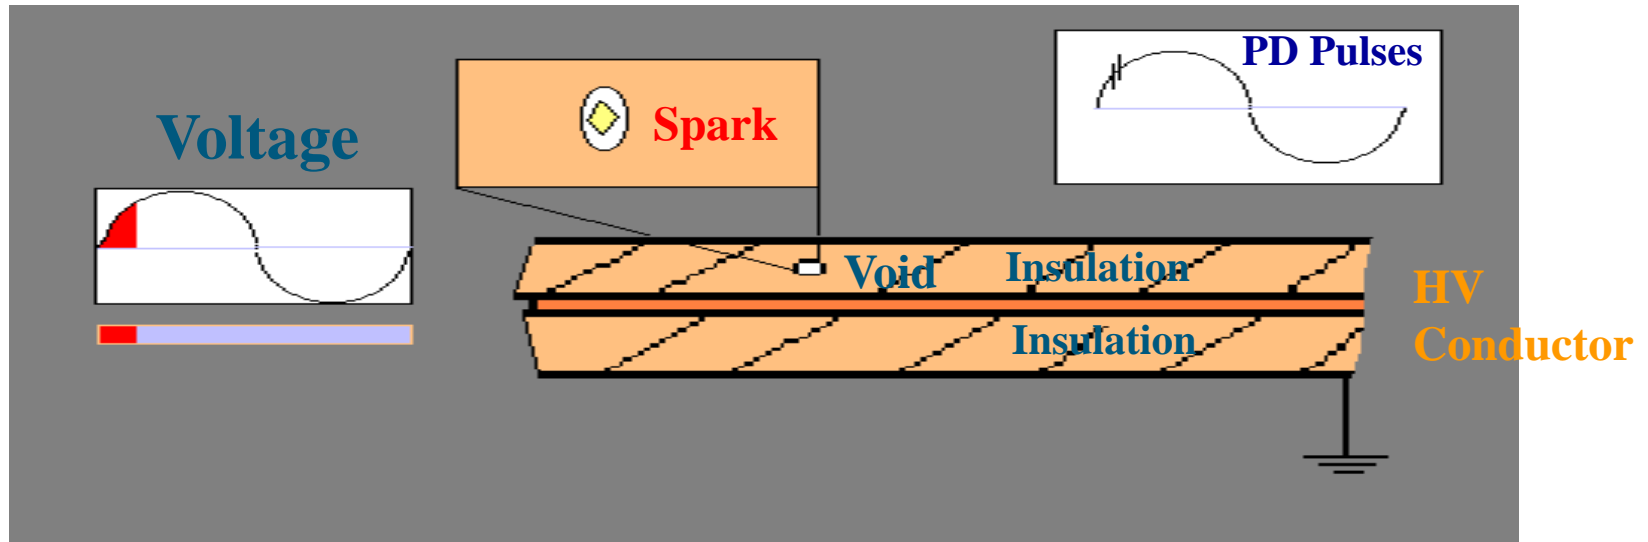 PD Pulses
Voltage
Spark
Void
Insulation
HV
Conductor
Insulation